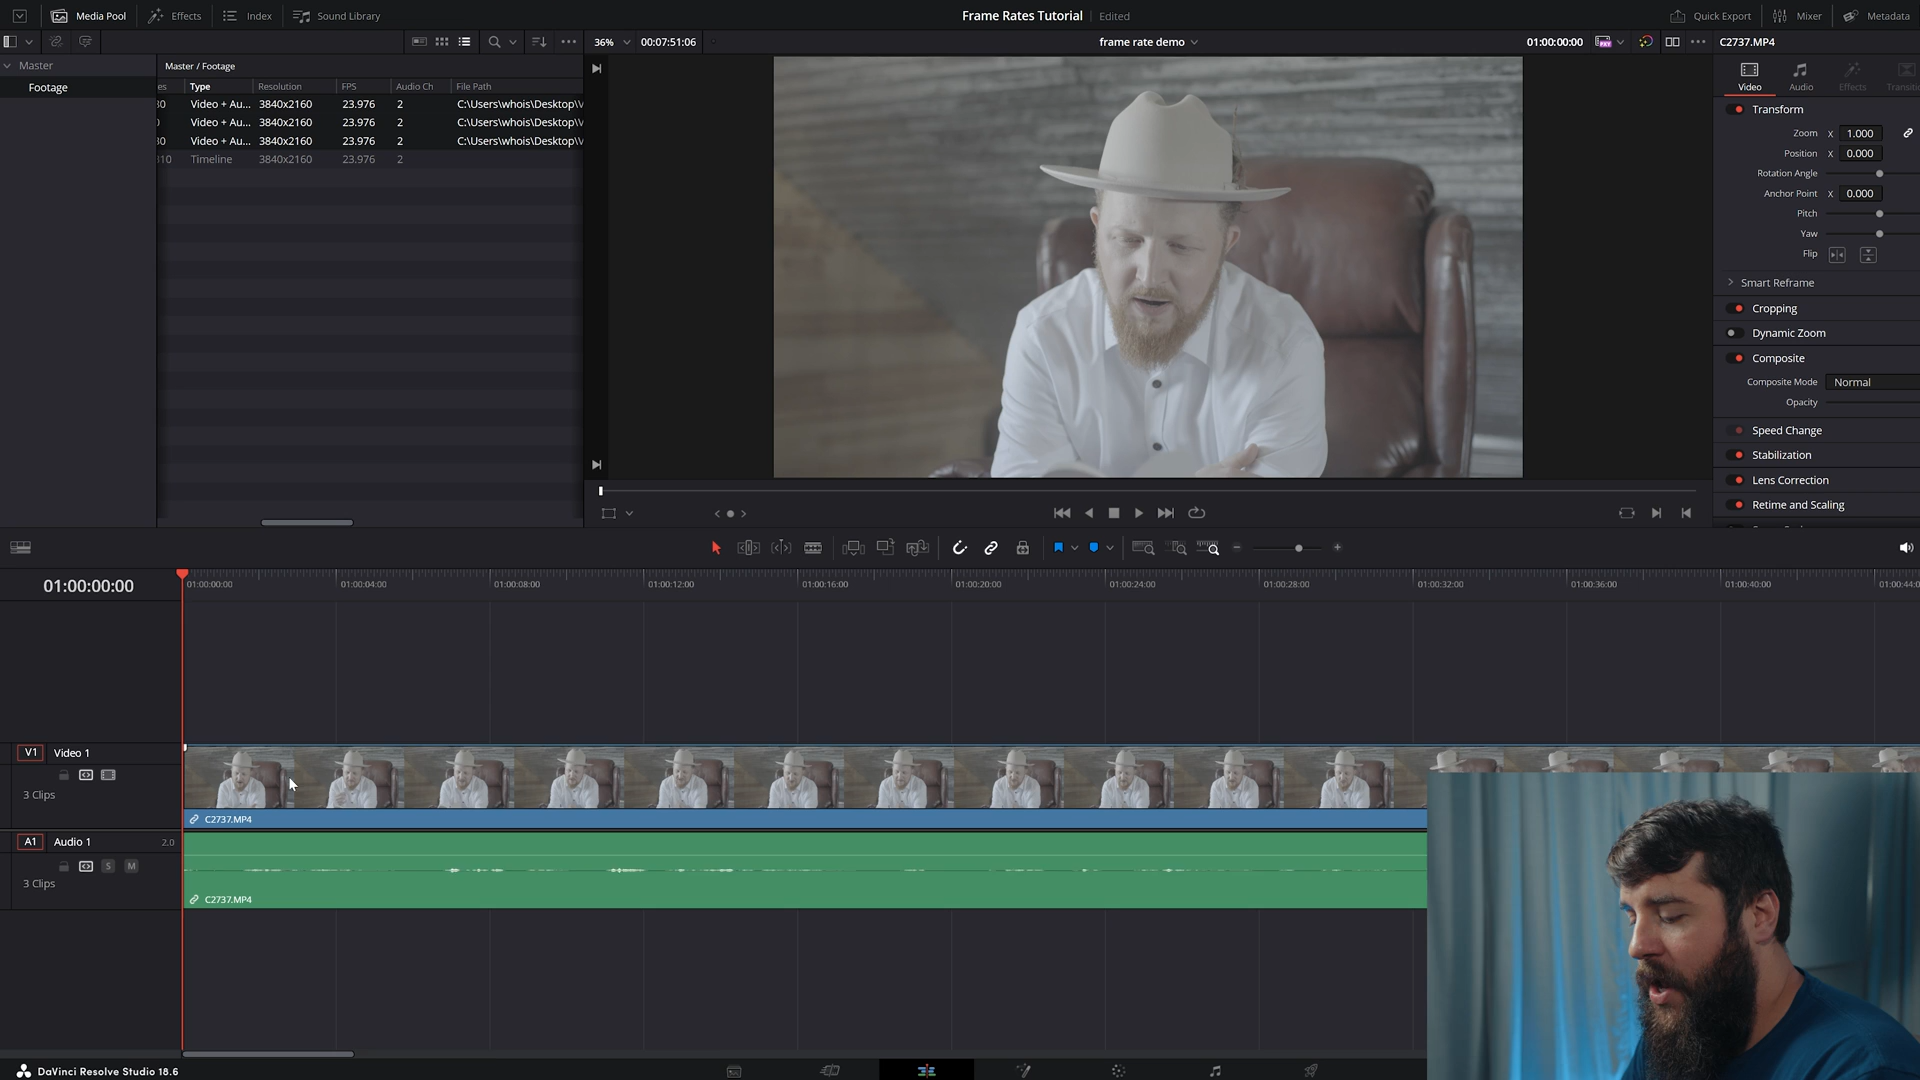 Media Pool Effects Index Sound Library Frame Rates Tutorial Edited Quick Export Mixer Metadata
36% 00:07:51:06 frame rate demo 01:00:00:00 C2737.MP4
Master
Footage
Master / Footage
Type Resolution FPS Audio Ch File Path
Video + Au... 3840x2160 23.976 2 C:\Users\whois\Desktop\V
Video + Au... 3840x2160 23.976 2 C:\Users\whois\Desktop\V
Video + Au... 3840x2160 23.976 2 C:\Users\whois\Desktop\V
Timeline 3840x2160 23.976 2
Video Audio Effects Transiti
Transform
Zoom X 1.000
Position X 0.000
Rotation Angle
Anchor Point X 0.000
Pitch
Yaw
Flip
Smart Reframe
Cropping
Dynamic Zoom
Composite
Composite Mode Normal
Opacity
Speed Change
Stabilization
Lens Correction
Retime and Scaling
01:00:00:00
01:00:00:00 01:00:04:00 01:00:08:00 01:00:12:00 01:00:16:00 01:00:20:00 01:00:24:00 01:00:28:00 01:00:32:00 01:00:36:00 01:00:40:00 01:00:44:0
V1 Video 1
3 Clips
C2737.MP4
A1 Audio 1 2.0
S M
3 Clips
C2737.MP4
DaVinci Resolve Studio 18.6